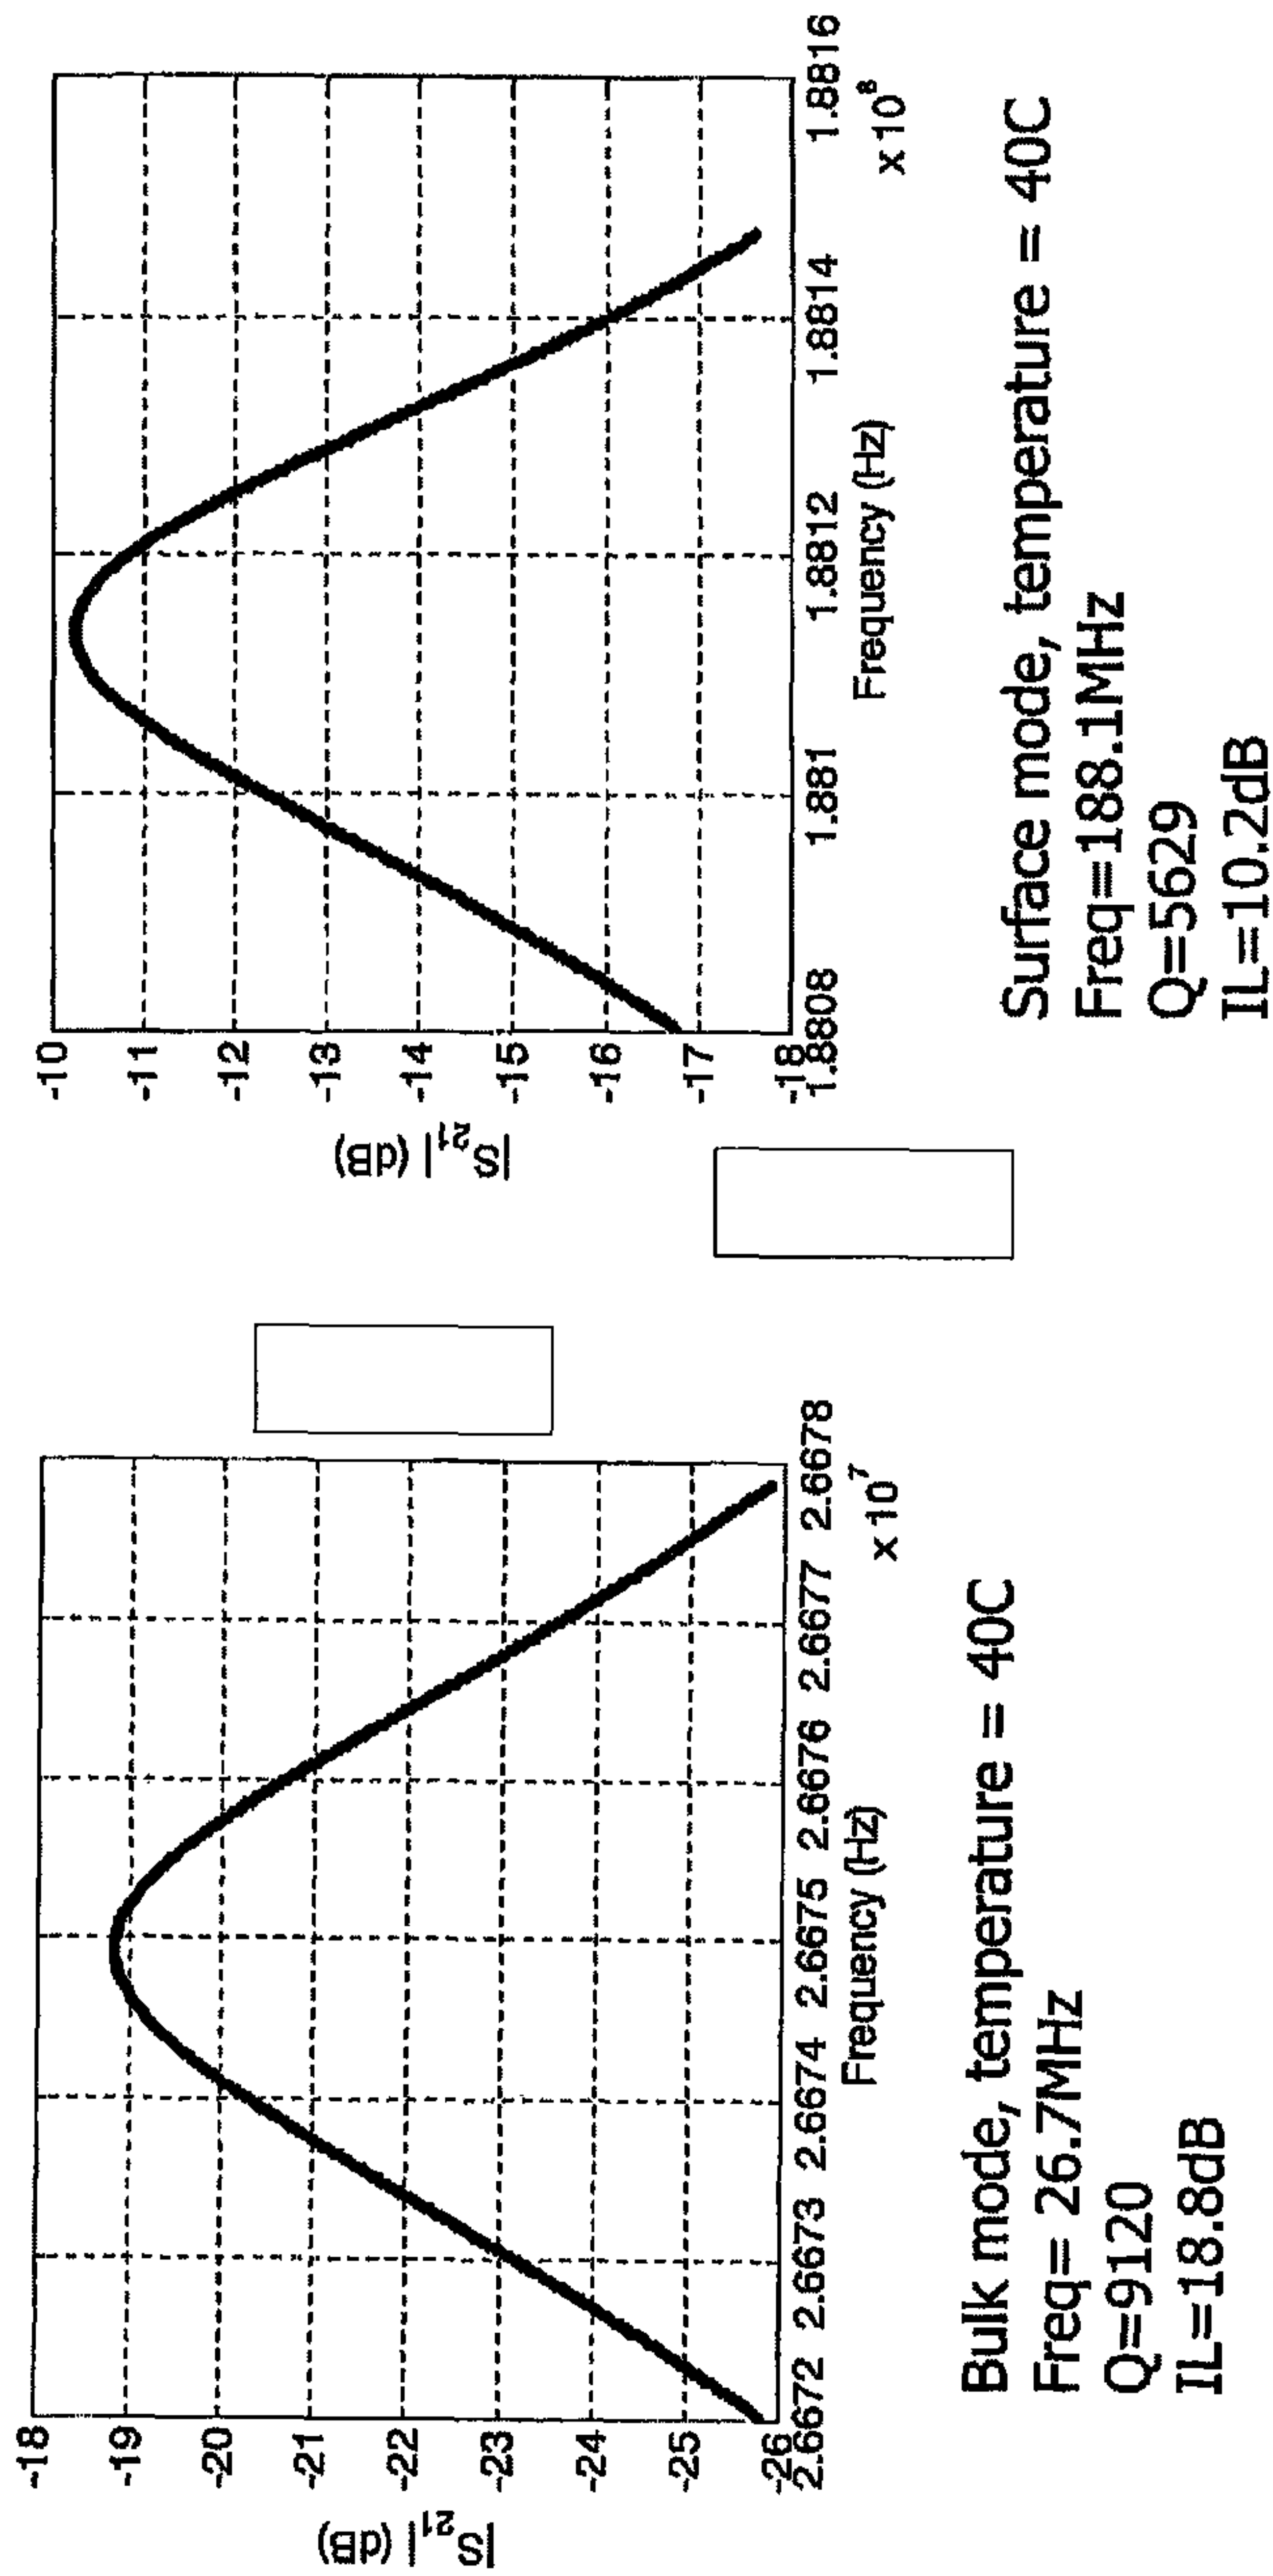 |S21| (dB)
-18
-19
-20
-21
-22
-23
-24
-25
-26
2.6672 2.6673 2.6674 2.6675 2.6676 2.6677 2.6678
Frequency (Hz)
x 10^7
Bulk mode, temperature = 40C
Freq= 26.7MHz
Q=9120
IL=18.8dB
|S21| (dB)
-10
-11
-12
-13
-14
-15
-16
-17
-18
1.8808 1.881 1.8812 1.8814 1.8816
Frequency (Hz)
x 10^8
Surface mode, temperature = 40C
Freq=188.1MHz
Q=5629
IL=10.2dB